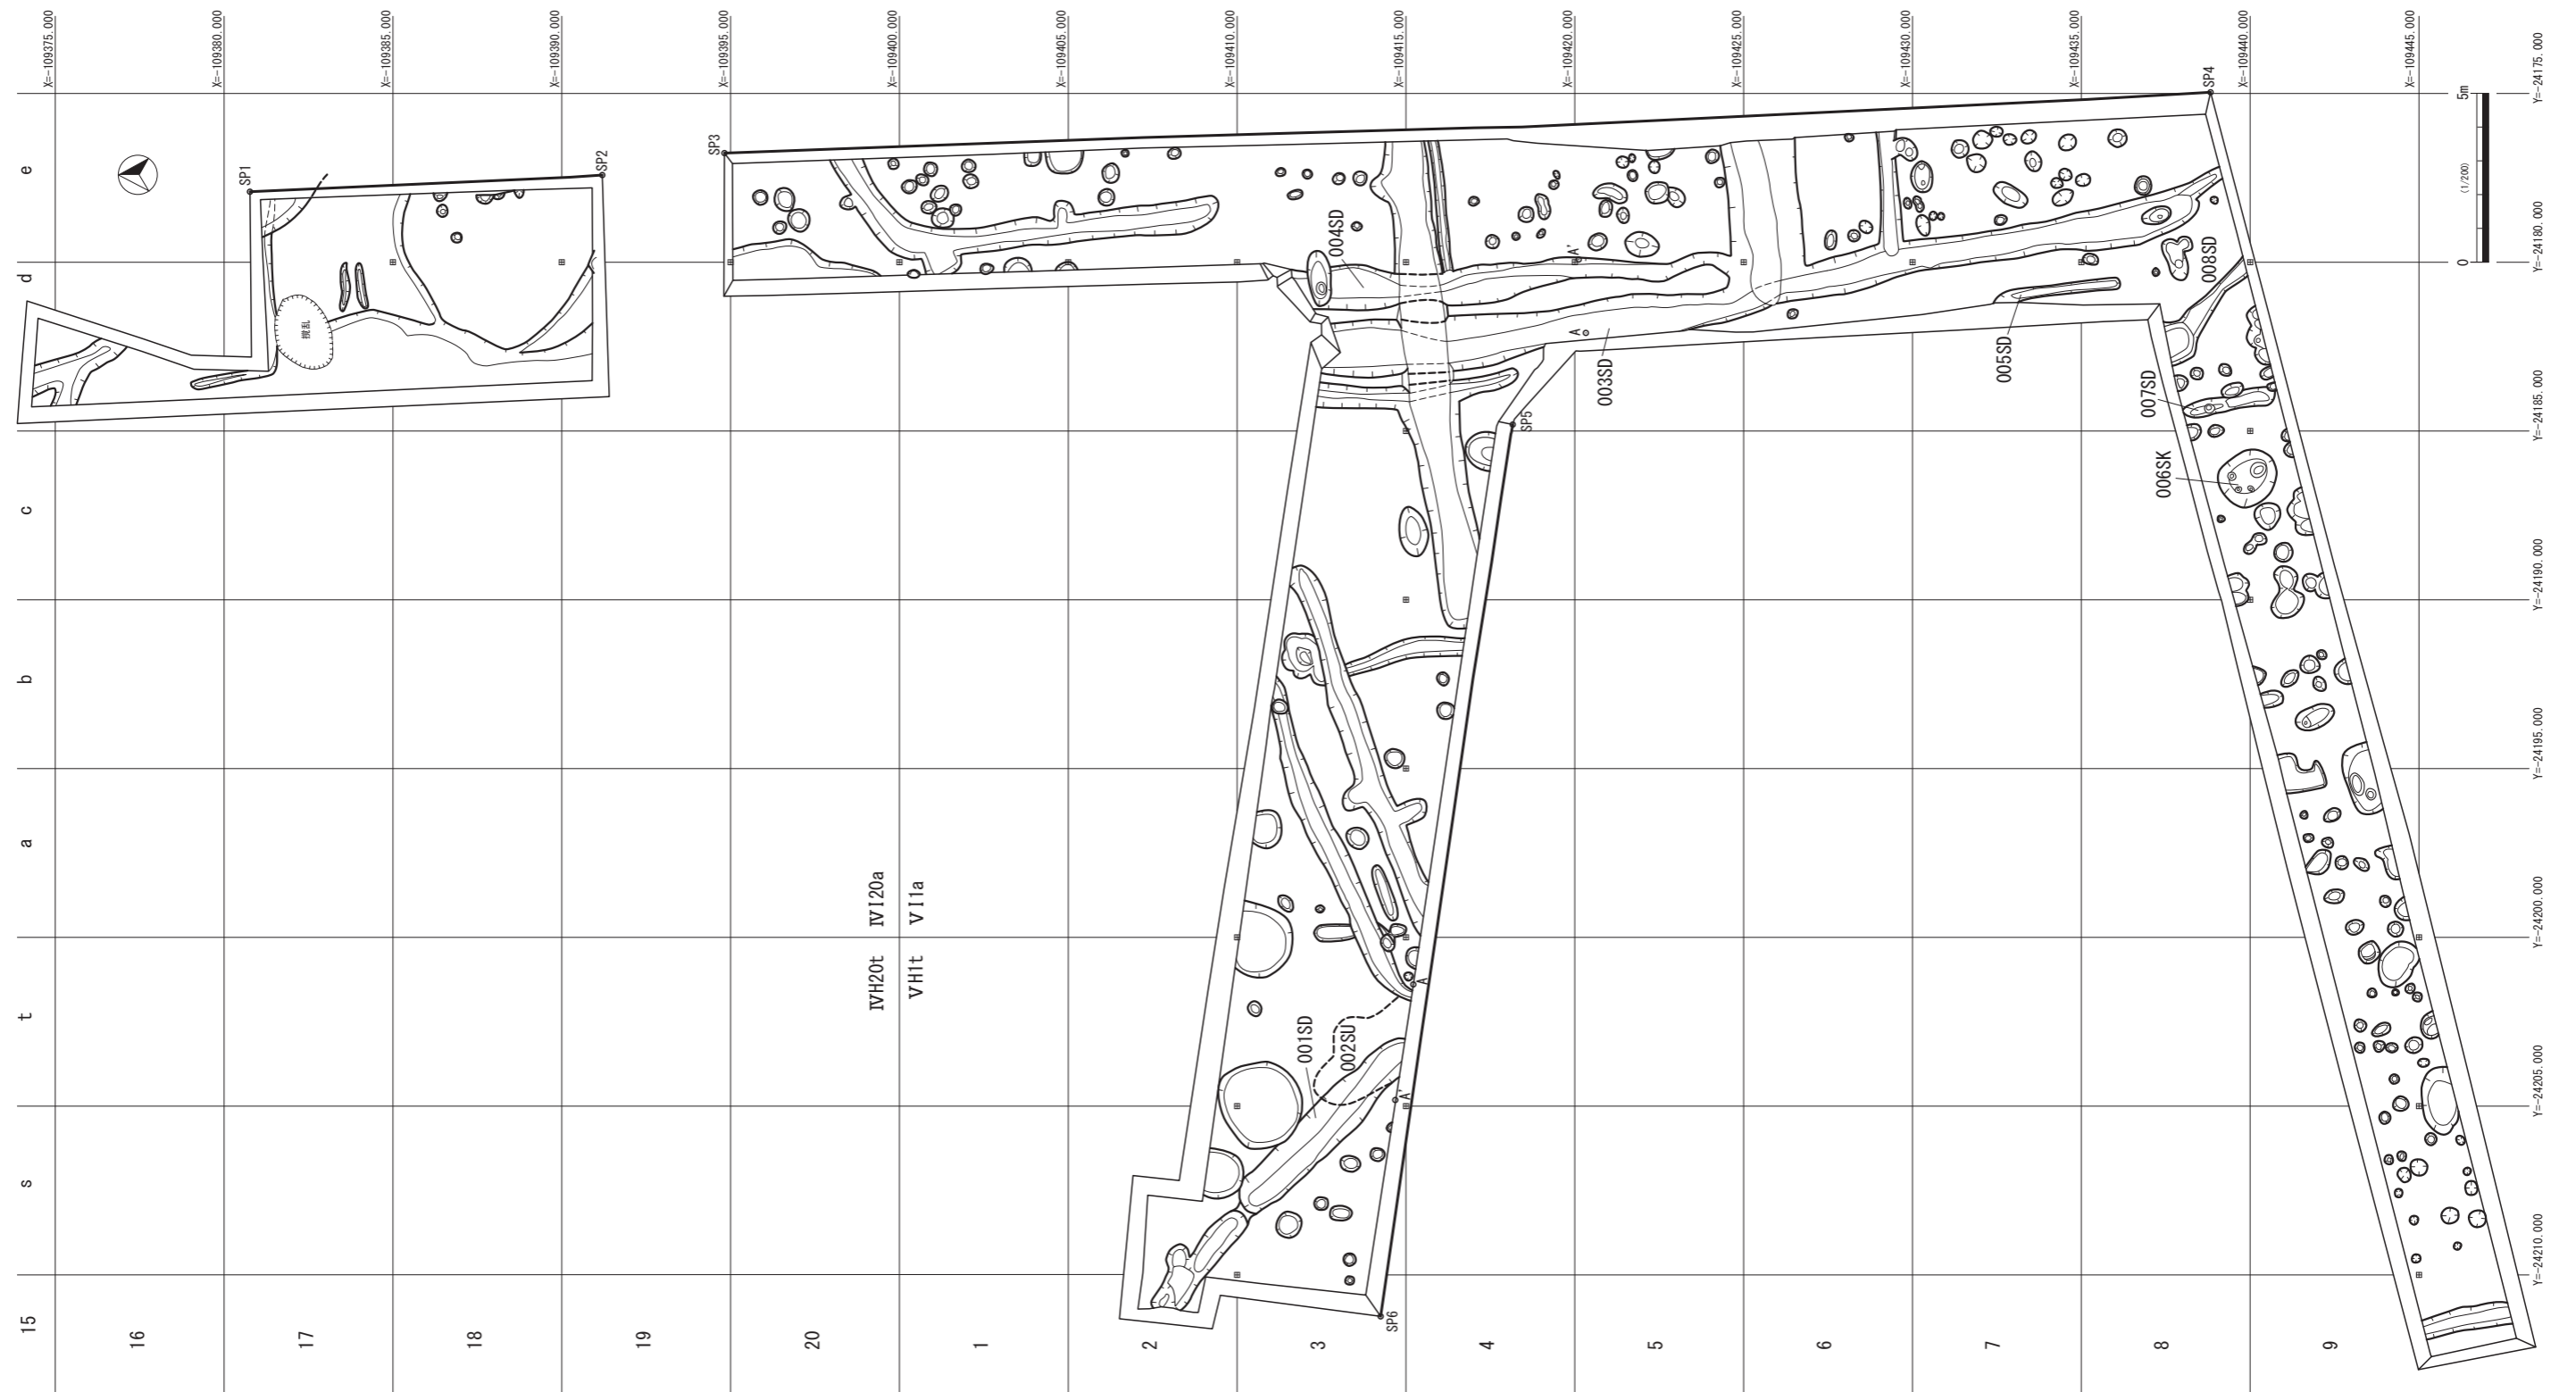 X=-109375.000
X=-109380.000
X=-109385.000
X=-109390.000
X=-109395.000
X=-109400.000
X=-109405.000
X=-109410.000
X=-109415.000
X=-109420.000
X=-109425.000
X=-109430.000
X=-109435.000
X=-109440.000
X=-109445.000
Y=-24175.000
Y=-24180.000
Y=-24185.000
Y=-24190.000
Y=-24195.000
Y=-24200.000
Y=-24205.000
Y=-24210.000
e
d
c
b
a
t
s
15
16
17
18
19
20
1
2
3
4
5
6
7
8
9
SP1
SP2
SP3
SP4
SP5
SP6
撹乱
004SD
A'
A
003SD
005SD
008SD
007SD
006SK
001SD
002SU
A
A'
ⅣI20a
ⅤI1a
ⅣH20t
ⅤH1t
0
(1/200)
5m